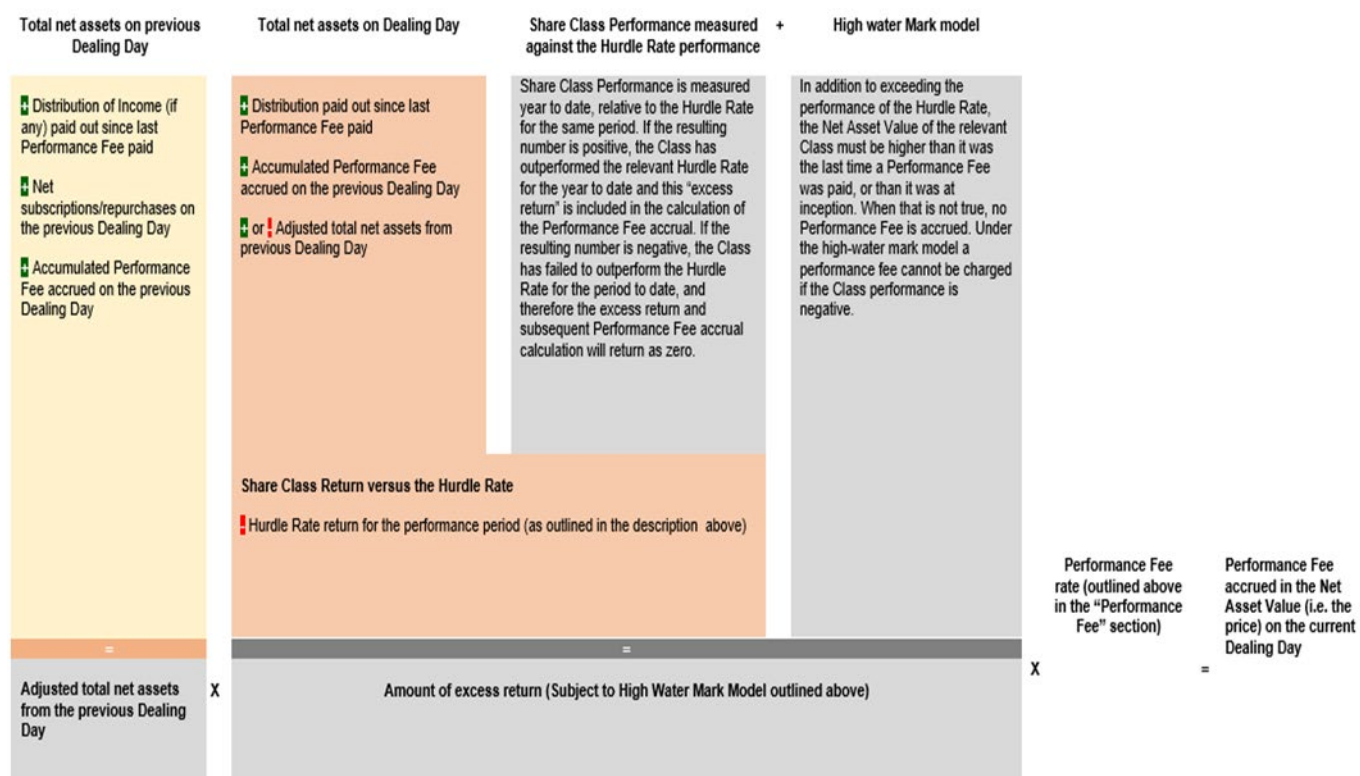 Total net assets on previous
Dealing Day
Total net assets on Dealing Day
Share Class Performance measured
against the Hurdle Rate performance
+
High water Mark model
+ Distribution of Income (if
any) paid out since last
Performance Fee paid
+ Net
subscriptions/repurchases on
the previous Dealing Day
+ Accumulated Performance
Fee accrued on the previous
Dealing Day
+ Distribution paid out since last
Performance Fee paid
+ Accumulated Performance Fee
accrued on the previous Dealing Day
+ or - Adjusted total net assets from
previous Dealing Day
Share Class Performance is measured
year to date, relative to the Hurdle Rate
for the same period. If the resulting
number is positive, the Class has
outperformed the relevant Hurdle Rate
for the year to date and this “excess
return” is included in the calculation of
the Performance Fee accrual. If the
resulting number is negative, the Class
has failed to outperform the Hurdle
Rate for the period to date, and
therefore the excess return and
subsequent Performance Fee accrual
calculation will return as zero.
In addition to exceeding the
performance of the Hurdle Rate,
the Net Asset Value of the relevant
Class must be higher than it was
the last time a Performance Fee
was paid, or than it was at
inception. When that is not true, no
Performance Fee is accrued. Under
the high-water mark model a
performance fee cannot be charged
if the Class performance is
negative.
Share Class Return versus the Hurdle Rate
- Hurdle Rate return for the performance period (as outlined in the description above)
=
=
Adjusted total net assets
from the previous Dealing
Day
X
Amount of excess return (Subject to High Water Mark Model outlined above)
X
Performance Fee
rate (outlined above
in the “Performance
Fee” section)
=
Performance Fee
accrued in the Net
Asset Value (i.e. the
price) on the current
Dealing Day